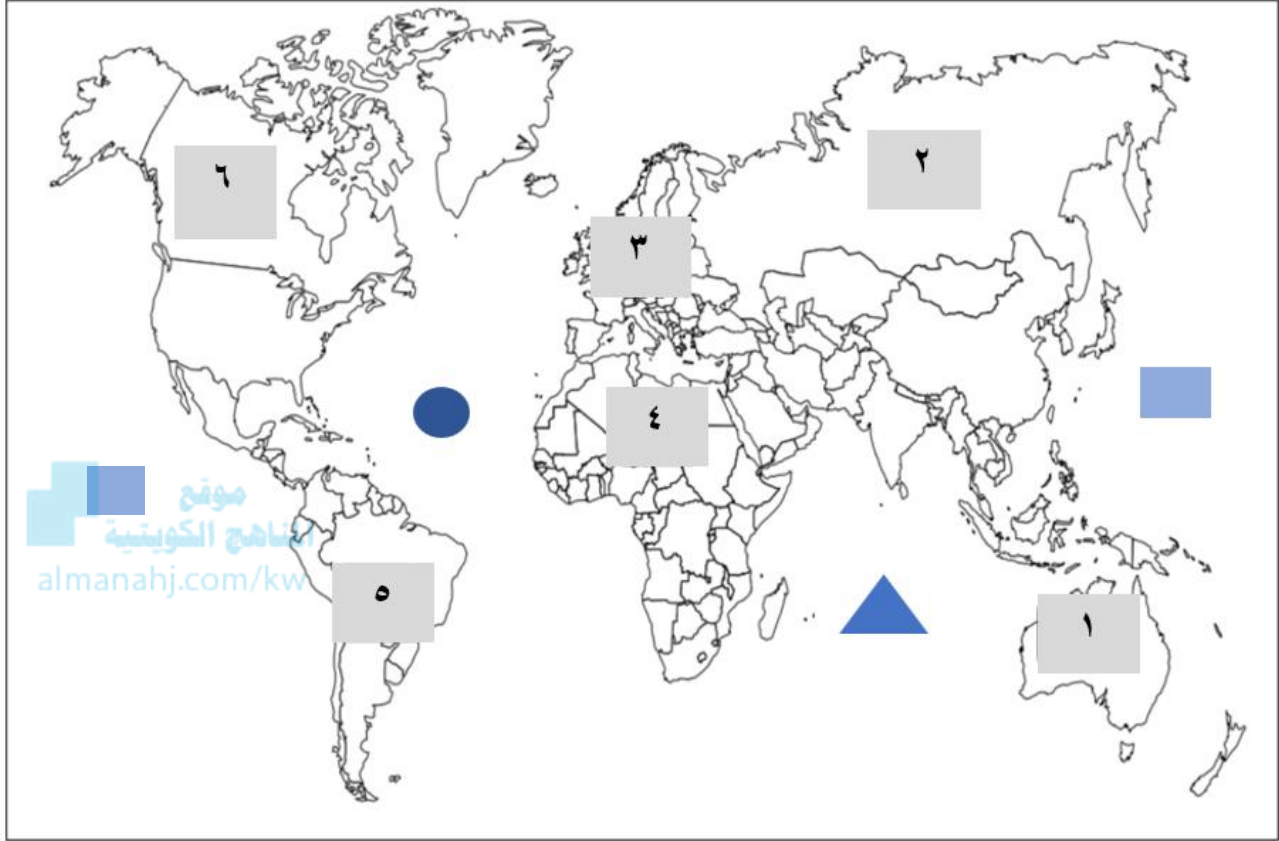 ٦
٢
٣
٤
موقع
المناهج الكويتية
almanahj.com/kw
٥
١